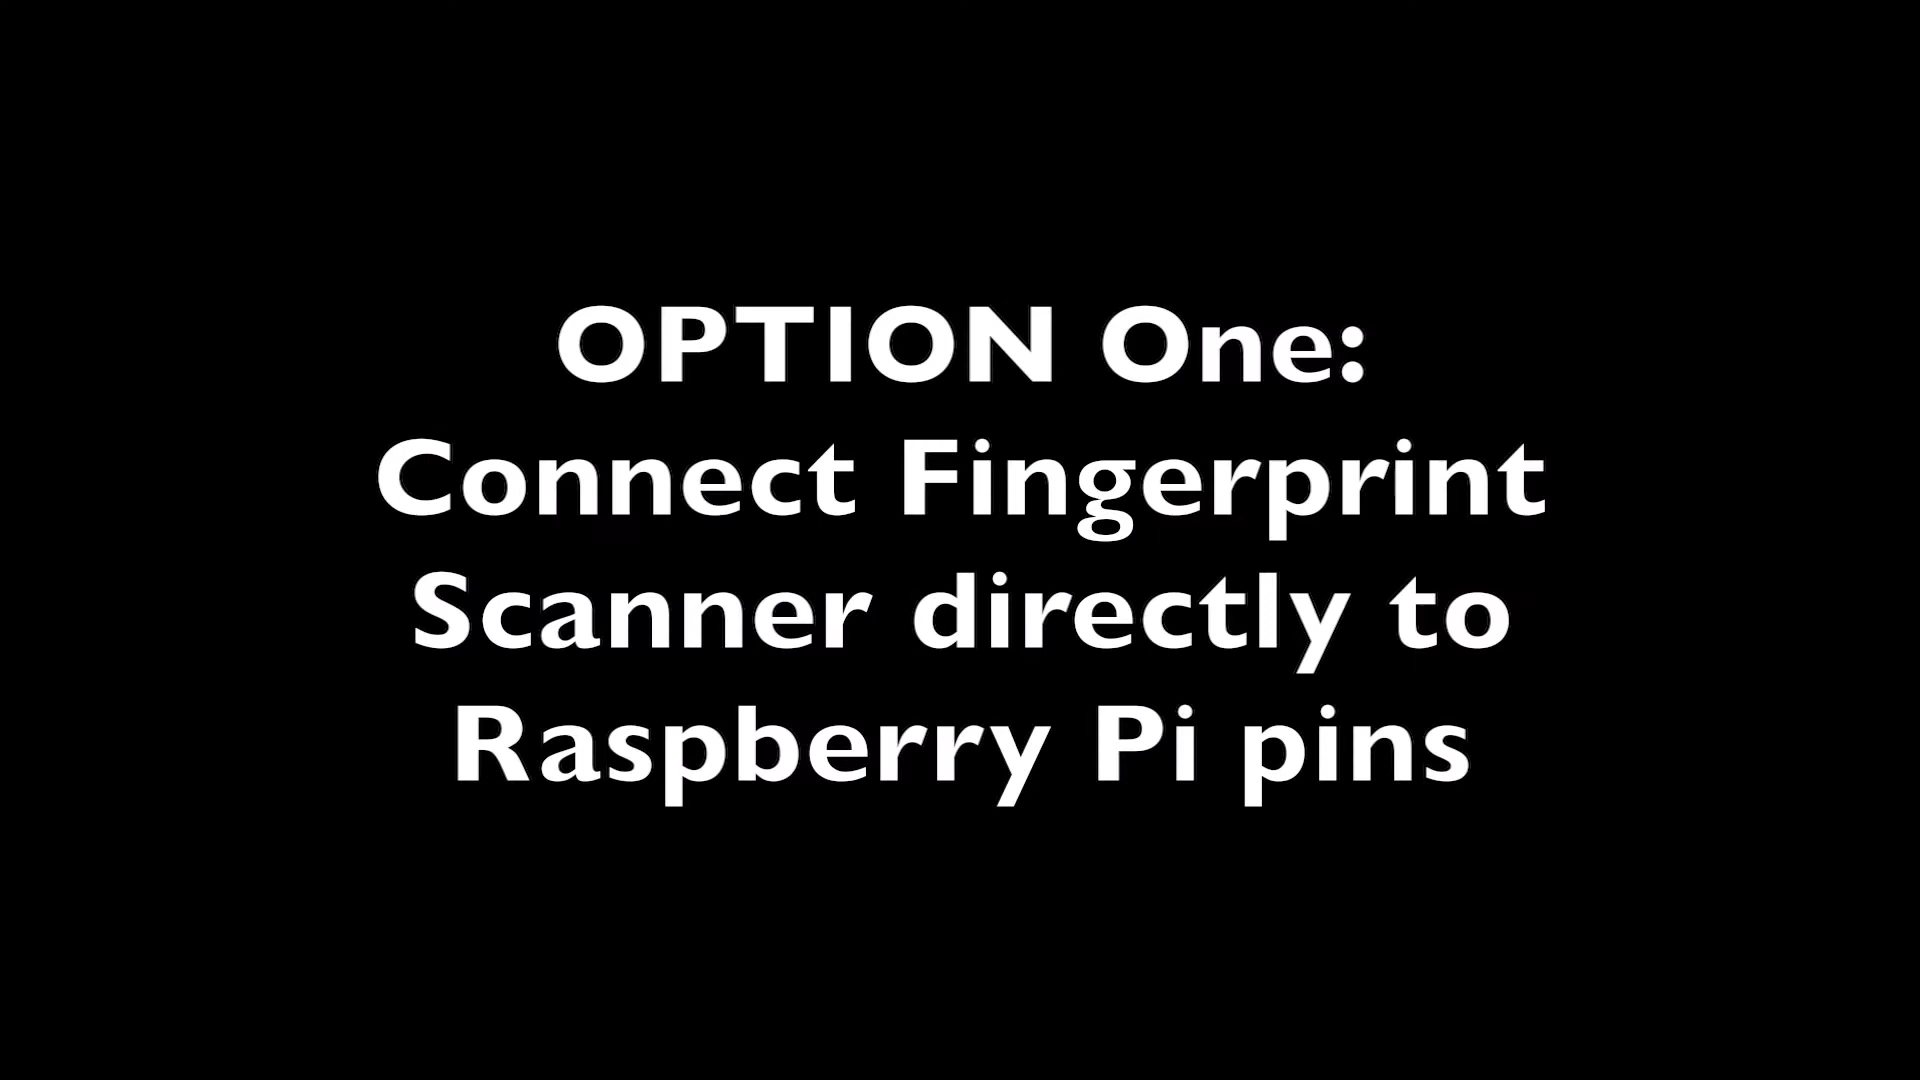 OPTION One:
Connect Fingerprint
Scanner directly to
Raspberry Pi pins